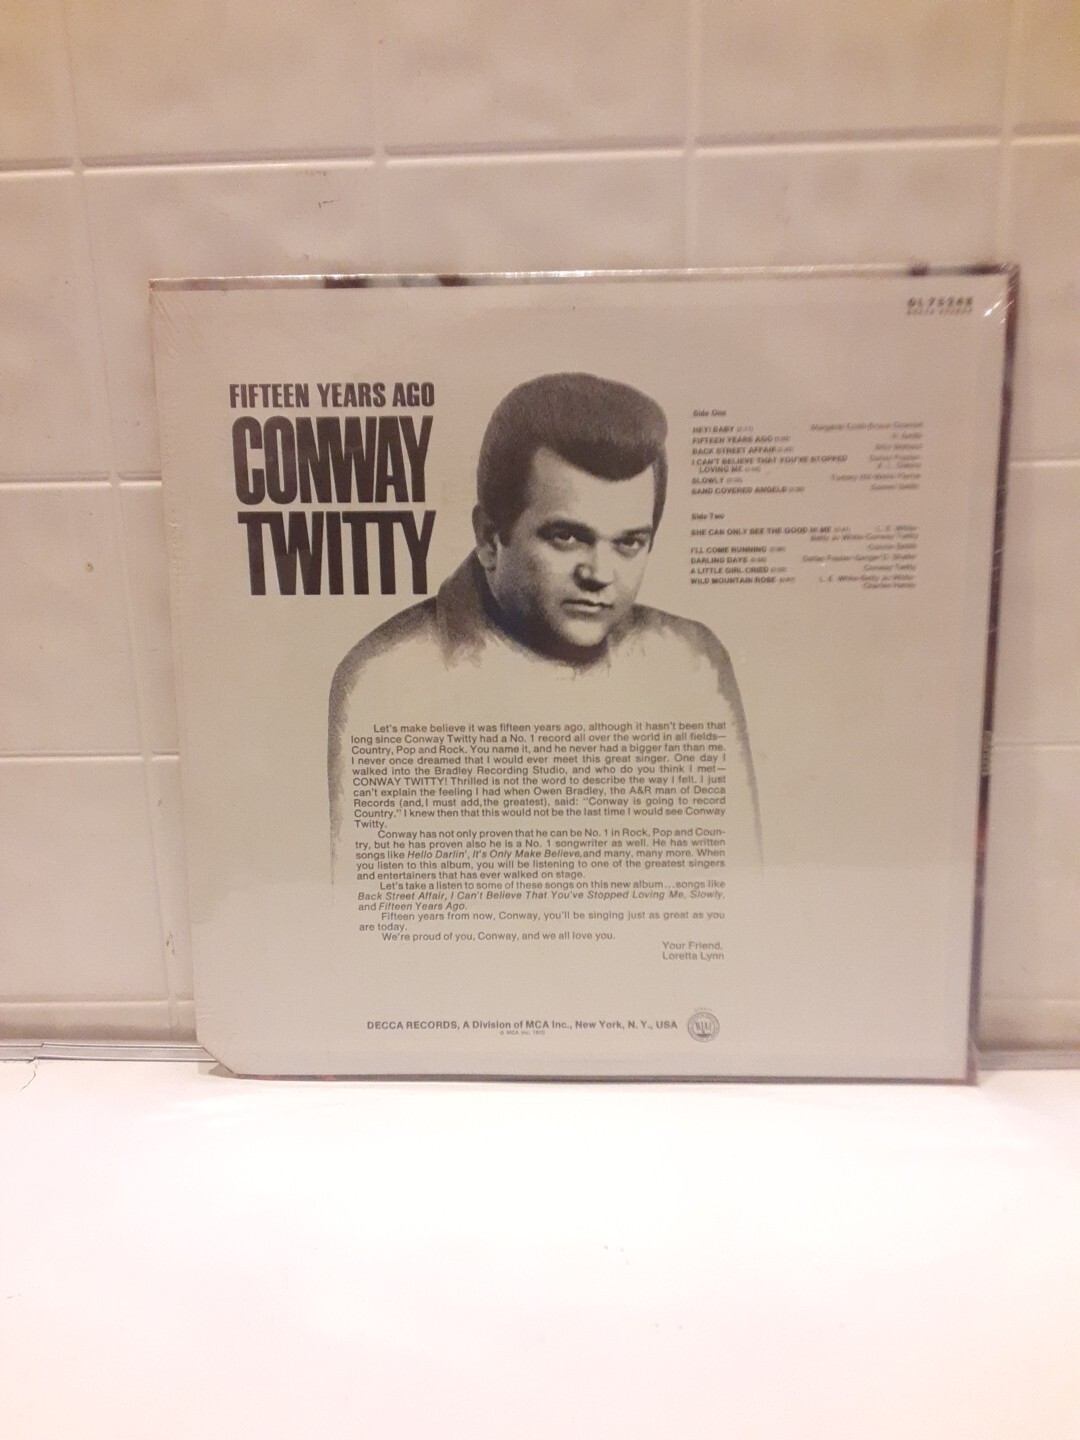 DL 75248
FIFTEEN YEARS AGO
CONWAY
TWITTY
Side One
HEY! BABY
FIFTEEN YEARS AGO
BACK STREET AFFAIR
I CAN'T BELIEVE THAT YOU'VE STOPPED
LOVING ME
SLOWLY
SAND COVERED ANGELS
Side Two
SHE CAN ONLY SEE THE GOOD IN ME
I'LL COME RUNNING
DARLING DAYS
A LITTLE GIRL CRIED
WILD MOUNTAIN ROSE
Let's make believe it was fifteen years ago, although it hasn't been that
long since Conway Twitty had a No. 1 record all over the world in all fields—
Country, Pop and Rock. You name it, and he never had a bigger fan than me.
I never once dreamed that I would ever meet this great singer. One day I
walked into the Bradley Recording Studio, and who do you think I met—
CONWAY TWITTY! Thrilled is not the word to describe the way I felt. I just
can't explain the feeling I had when Owen Bradley, the A&R man of Decca
Records (and, I must add, the greatest), said: "Conway is going to record
Country." I knew then that this would not be the last time I would see Conway
Twitty.
Conway has not only proven that he can be No. 1 in Rock, Pop and Coun-
try, but he has proven also he is a No. 1 songwriter as well. He has written
songs like Hello Darlin', It's Only Make Believe, and many, many more. When
you listen to this album, you will be listening to one of the greatest singers
and entertainers that has ever walked on stage.
Let's take a listen to some of these songs on this new album...songs like
Back Street Affair, I Can't Believe That You've Stopped Loving Me, Slowly,
and Fifteen Years Ago.
Fifteen years from now, Conway, you'll be singing just as great as you
are today.
We're proud of you, Conway, and we all love you.
Your Friend,
Loretta Lynn
DECCA RECORDS, A Division of MCA Inc., New York, N. Y., USA
© MCA Inc. 1970